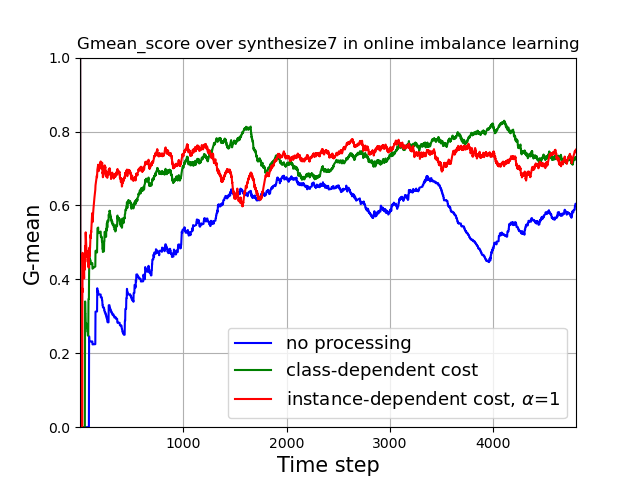 Gmean_score over synthesize7 in online imbalance learning
1.0
0.8
0.6
0.4
0.2
0.0
G-mean
no processing
class-dependent cost
instance-dependent cost, α=1
1000 2000 3000 4000
Time step